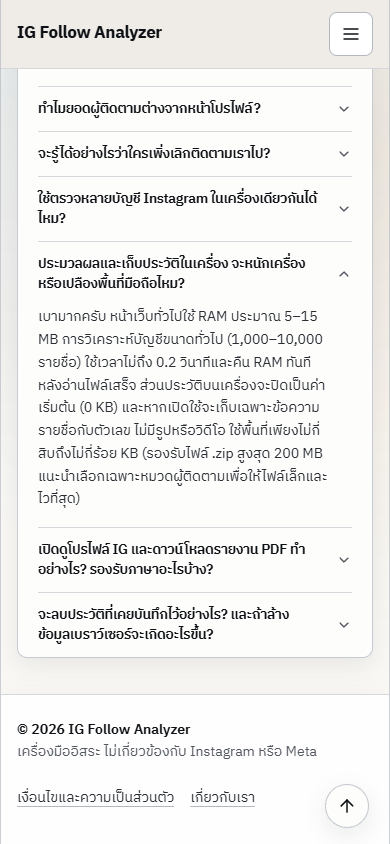 IG Follow Analyzer
ทำไมยอดผู้ติดตามต่างจากหน้าโปรไฟล์?
จะรู้ได้อย่างไรว่าใครเพิ่งเลิกติดตามเราไป?
ใช้ตรวจหลายบัญชี Instagram ในเครื่องเดียวกันได้
ไหม?
ประมวลผลและเก็บประวัติในเครื่อง จะหนักเครื่อง
หรือเปลืองพื้นที่มือถือไหม?
เบามากครับ หน้าเว็บทั่วไปใช้ RAM ประมาณ 5–15
MB การวิเคราะห์บัญชีขนาดทั่วไป (1,000–10,000
รายชื่อ) ใช้เวลาไม่ถึง 0.2 วินาทีและคืน RAM ทันที
หลังอ่านไฟล์เสร็จ ส่วนประวัติบนเครื่องจะปิดเป็นค่า
เริ่มต้น (0 KB) และหากเปิดใช้จะเก็บเฉพาะข้อความ
รายชื่อกับตัวเลข ไม่มีรูปหรือวิดีโอ ใช้พื้นที่เพียงไม่กี่
สิบถึงไม่กี่ร้อย KB (รองรับไฟล์ .zip สูงสุด 200 MB
แนะนำเลือกเฉพาะหมวดผู้ติดตามเพื่อให้ไฟล์เล็กและ
ไวที่สุด)
เปิดดูโปรไฟล์ IG และดาวน์โหลดรายงาน PDF ทำ
อย่างไร? รองรับภาษาอะไรบ้าง?
จะลบประวัติที่เคยบันทึกไว้อย่างไร? และถ้าล้าง
ข้อมูลเบราว์เซอร์จะเกิดอะไรขึ้น?
© 2026 IG Follow Analyzer
เครื่องมืออิสระ ไม่เกี่ยวข้องกับ Instagram หรือ Meta
เงื่อนไขและความเป็นส่วนตัว เกี่ยวกับเรา